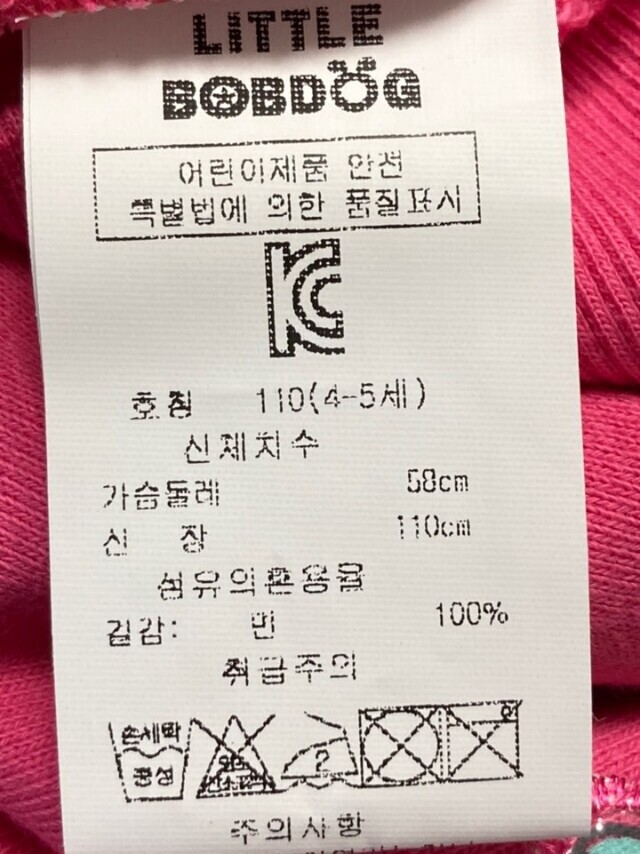 LITTLE
BOBDOG
어린이제품 안전
특별법에 의한 품질표시
KC
호칭 110(4-5세)
신체치수
가슴둘레 58cm
신 장 110cm
섬유의혼용율
겉감: 면 100%
취급주의
손세탁
중성
2
주의사항